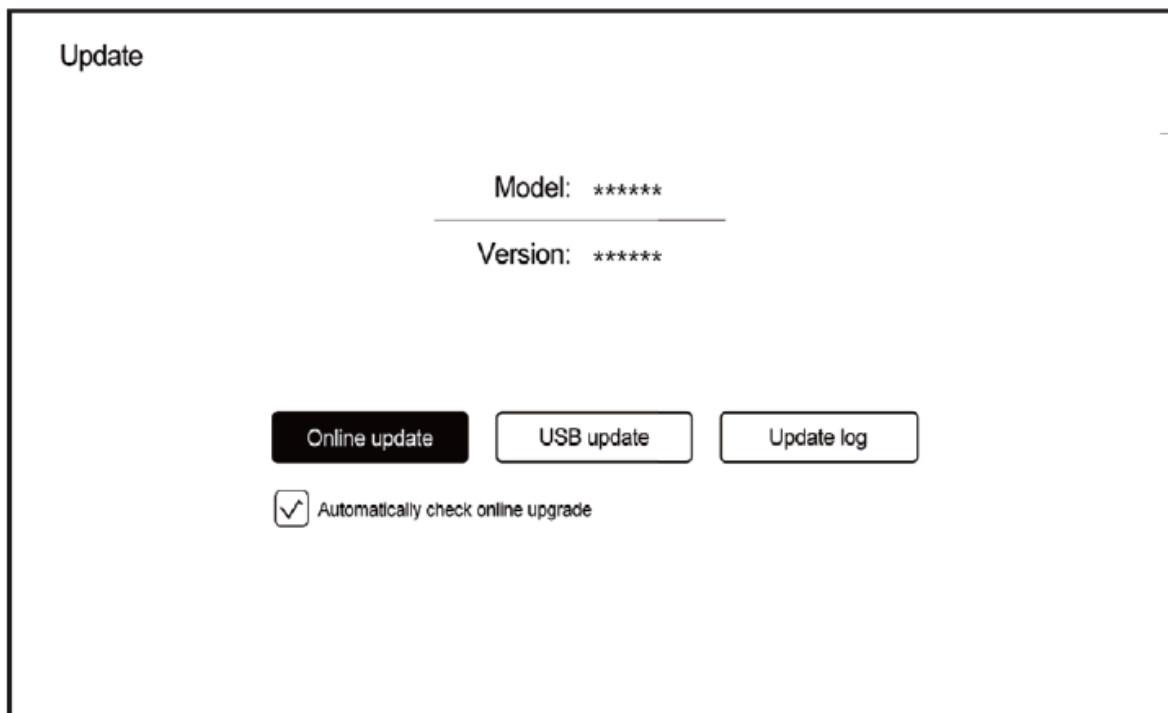 Update
Model: ******
Version: ******
Online update
USB update
Update log
Automatically check online upgrade